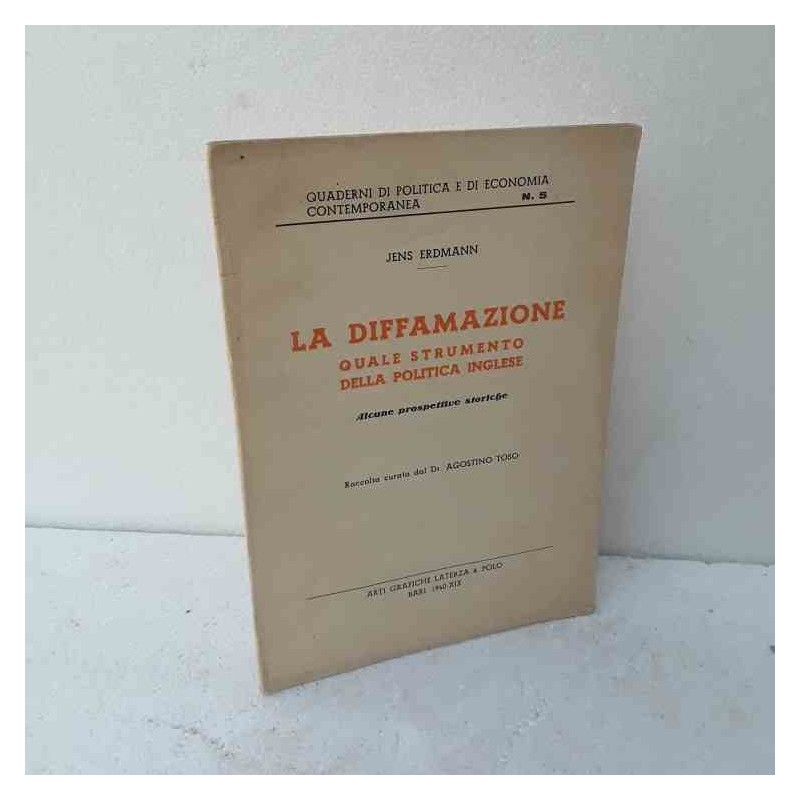 QUADERNI DI POLITICA E DI ECONOMIA
CONTEMPORANEA N. 5
JENS ERDMANN
LA DIFFAMAZIONE
QUALE STRUMENTO
DELLA POLITICA INGLESE
Alcune prospettive storiche
Raccolta curata dal Dr. AGOSTINO TOSO
ARTI GRAFICHE LATERZA & POLO
BARI 1940-XIX